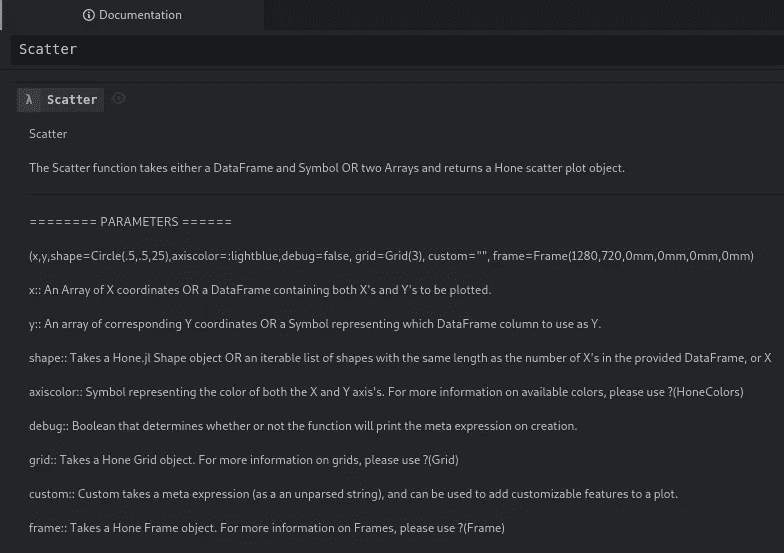 Documentation
Scatter
λ Scatter
Scatter
The Scatter function takes either a DataFrame and Symbol OR two Arrays and returns a Hone scatter plot object.
======== PARAMETERS ======
(x,y,shape=Circle(.5,.5,25),axiscolor=:lightblue,debug=false, grid=Grid(3), custom="", frame=Frame(1280,720,0mm,0mm,0mm,0mm)
x:: An Array of X coordinates OR a DataFrame containing both X's and Y's to be plotted.
y:: An array of corresponding Y coordinates OR a Symbol representing which DataFrame column to use as Y.
shape:: Takes a Hone.jl Shape object OR an iterable list of shapes with the same length as the number of X's in the provided DataFrame, or X
axiscolor:: Symbol representing the color of both the X and Y axis's. For more information on available colors, please use ?(HoneColors)
debug:: Boolean that determines whether or not the function will print the meta expression on creation.
grid:: Takes a Hone Grid object. For more information on grids, please use ?(Grid)
custom:: Custom takes a meta expression (as a an unparsed string), and can be used to add customizable features to a plot.
frame:: Takes a Hone Frame object. For more information on Frames, please use ?(Frame)